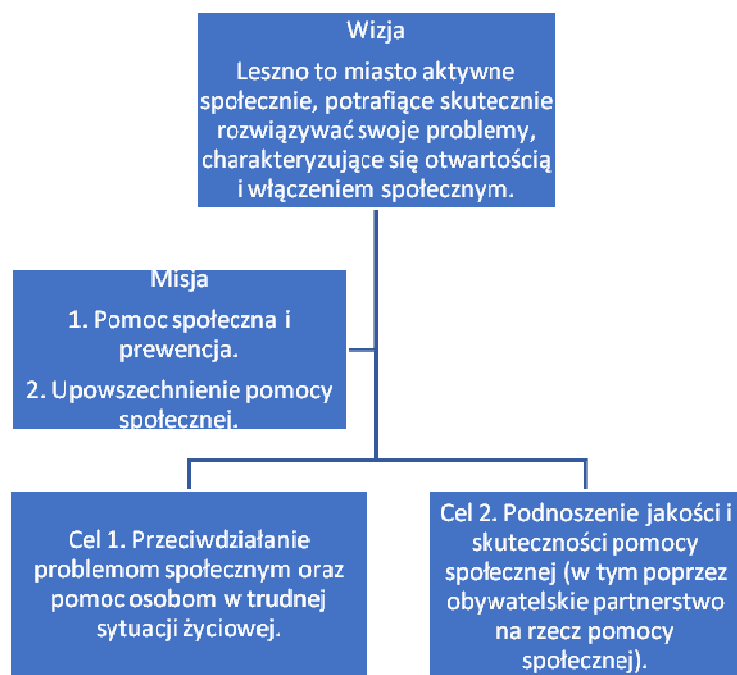 Wizja
Leszno to miasto aktywne
społecznie, potrafiące skutecznie
rozwiązywać swoje problemy,
charakteryzujące się otwartością
i włączeniem społecznym.
Misja
1. Pomoc społeczna i
prewencja.
2. Upowszechnienie pomocy
społecznej.
Cel 1. Przeciwdziałanie
problemom społecznym oraz
pomoc osobom w trudnej
sytuacji życiowej.
Cel 2. Podnoszenie jakości i
skuteczności pomocy
społecznej (w tym poprzez
obywatelskie partnerstwo
na rzecz pomocy
społecznej).